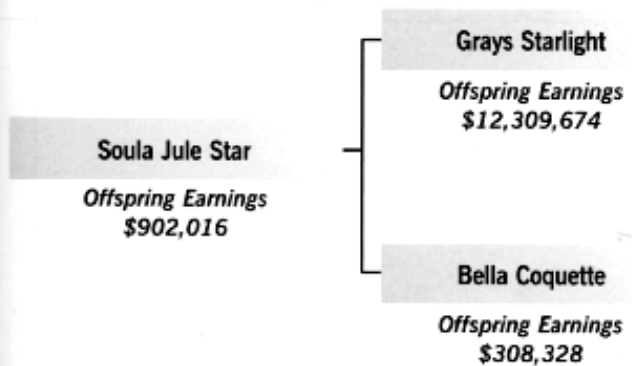 Grays Starlight
Offspring Earnings
$12,309,674
Soula Jule Star
Offspring Earnings
$902,016
Bella Coquette
Offspring Earnings
$308,328